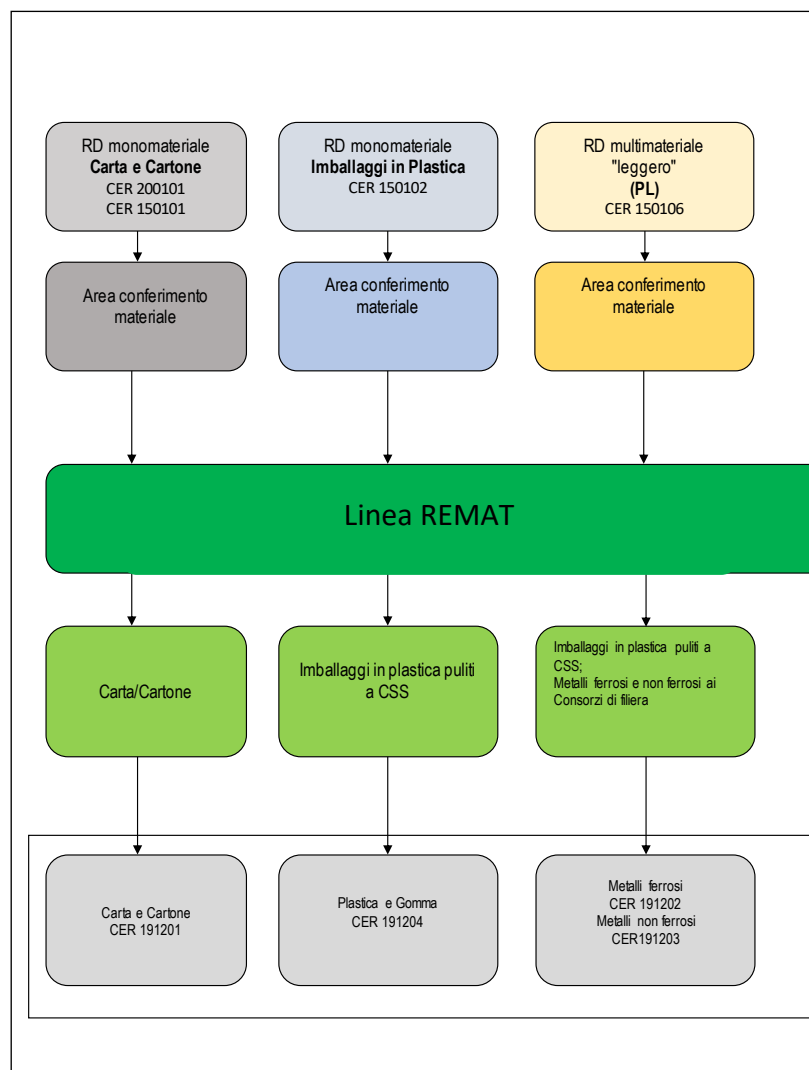 RD monomateriale
Carta e Cartone
CER 200101
CER 150101
RD monomateriale
Imballaggi in Plastica
CER 150102
RD multimateriale
"leggero"
(PL)
CER 150106
Area conferimento
materiale
Area conferimento
materiale
Area conferimento
materiale
Linea REMAT
Carta/Cartone
Imballaggi in plastica puliti
a CSS
Imballaggi in plastica puliti a
CSS;
Metalli ferrosi e non ferrosi ai
Consorzi di filiera
Carta e Cartone
CER 191201
Plastica e Gomma
CER 191204
Metalli ferrosi
CER 191202
Metalli non ferrosi
CER191203